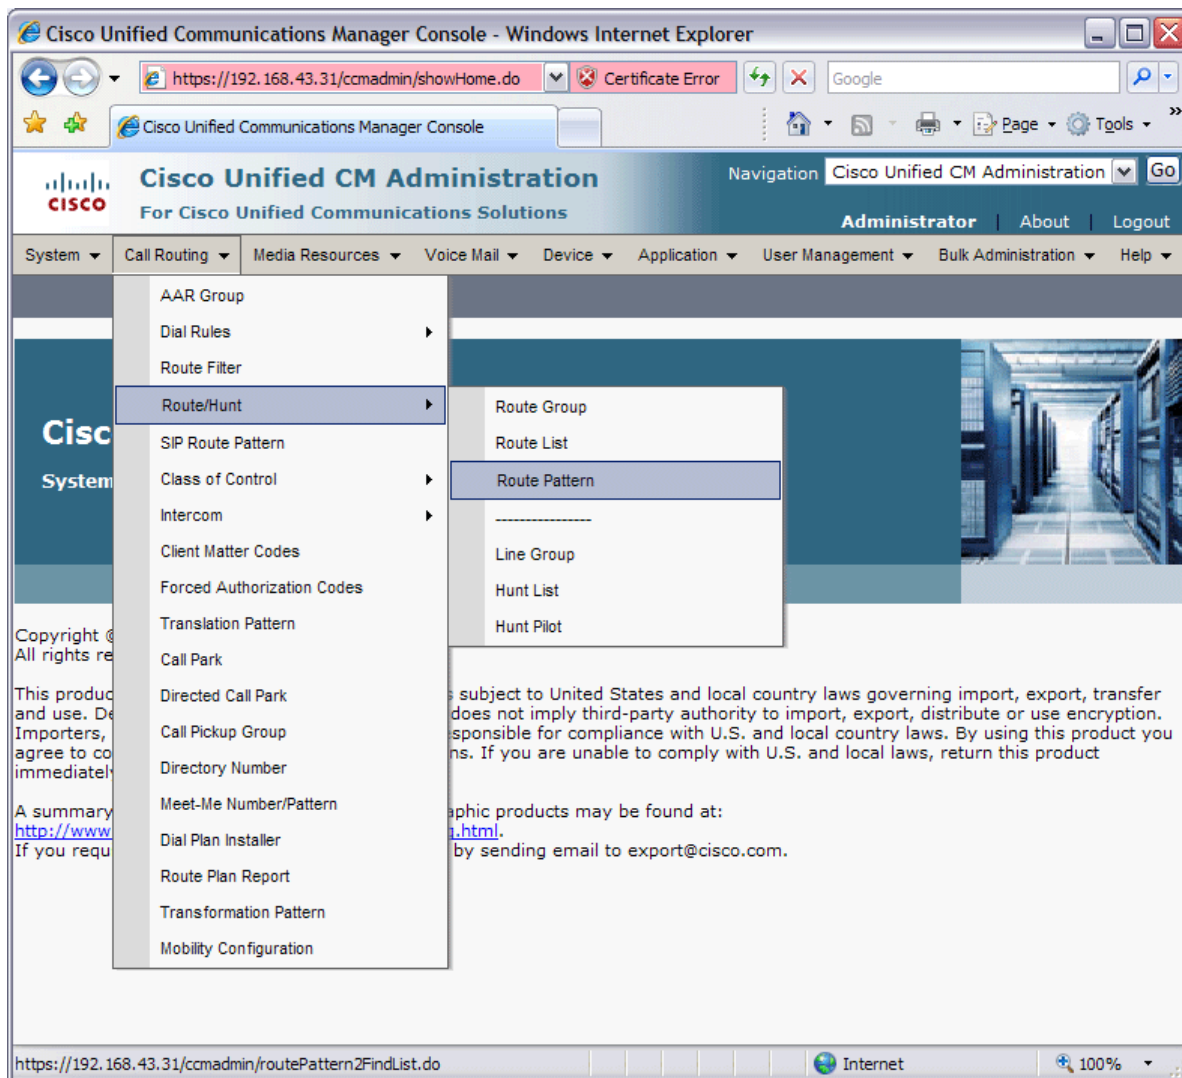 Cisco Unified Communications Manager Console - Windows Internet Explorer
https://192.168.43.31/ccmadmin/showHome.do Certificate Error Google
Cisco Unified Communications Manager Console Page Tools »
CISCO Cisco Unified CM Administration Navigation Cisco Unified CM Administration Go
For Cisco Unified Communications Solutions Administrator | About | Logout
System Call Routing Media Resources Voice Mail Device Application User Management Bulk Administration Help
AAR Group
Dial Rules
Route Filter
Route/Hunt
SIP Route Pattern
Class of Control
Intercom
Client Matter Codes
Forced Authorization Codes
Translation Pattern
Call Park
Directed Call Park
Call Pickup Group
Directory Number
Meet-Me Number/Pattern
Dial Plan Installer
Route Plan Report
Transformation Pattern
Mobility Configuration
Route Group
Route List
Route Pattern
----------------
Line Group
Hunt List
Hunt Pilot
Cisc
System
Copyright ©
All rights re
This produc subject to United States and local country laws governing import, export, transfer
and use. De does not imply third-party authority to import, export, distribute or use encryption.
Importers, esponsible for compliance with U.S. and local country laws. By using this product you
agree to co ns. If you are unable to comply with U.S. and local laws, return this product
immediatel
A summary aphic products may be found at:
http://www g.html.
If you requ by sending email to export@cisco.com.
https://192.168.43.31/ccmadmin/routePattern2FindList.do Internet 100%